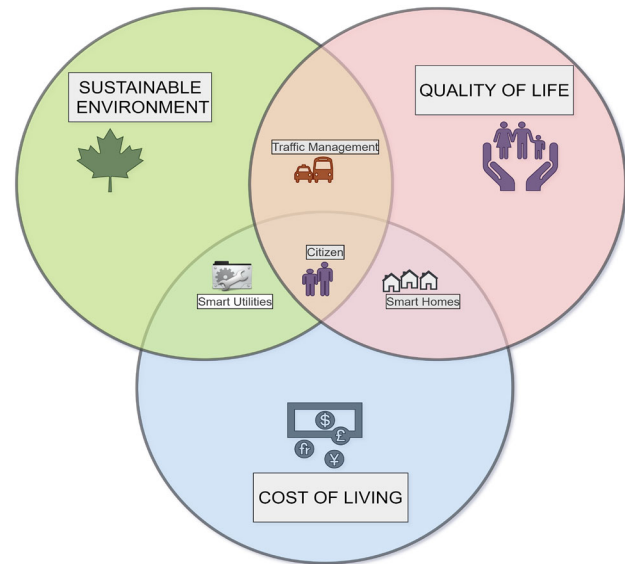 SUSTAINABLE
ENVIRONMENT
QUALITY OF LIFE
Traffic Management
Citizen
Smart Utilities
Smart Homes
$
£
fr
¥
COST OF LIVING